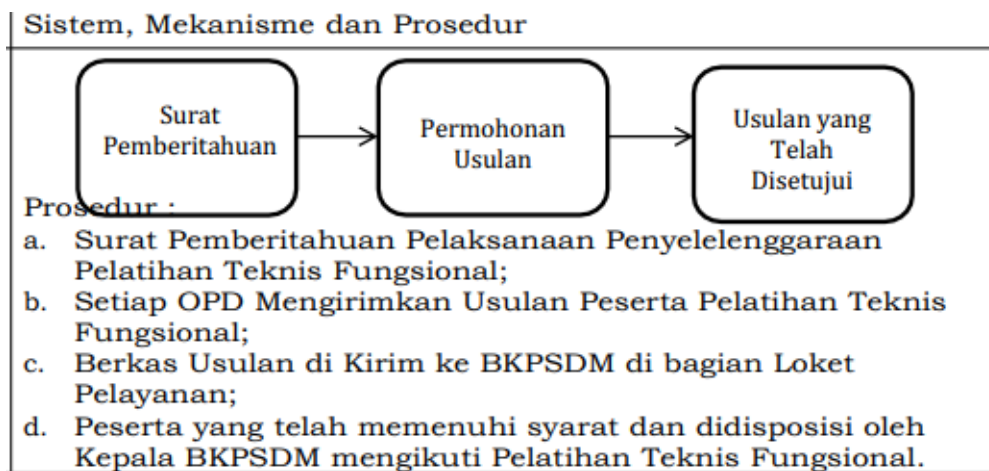 Sistem, Mekanisme dan Prosedur
Surat
Pemberitahuan
Permohonan
Usulan
Usulan yang
Telah
Disetujui
Prosedur :
a. Surat Pemberitahuan Pelaksanaan Penyelelenggaraan
Pelatihan Teknis Fungsional;
b. Setiap OPD Mengirimkan Usulan Peserta Pelatihan Teknis
Fungsional;
c. Berkas Usulan di Kirim ke BKPSDM di bagian Loket
Pelayanan;
d. Peserta yang telah memenuhi syarat dan didisposisi oleh
Kepala BKPSDM mengikuti Pelatihan Teknis Fungsional.